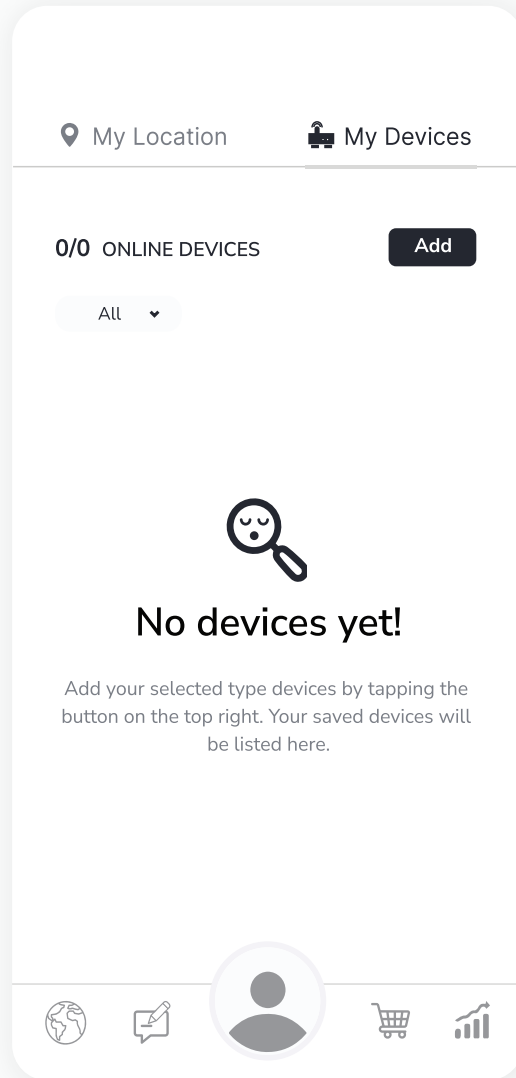 My Location
My Devices
0/0 ONLINE DEVICES
Add
All
No devices yet!
Add your selected type devices by tapping the
button on the top right. Your saved devices will
be listed here.